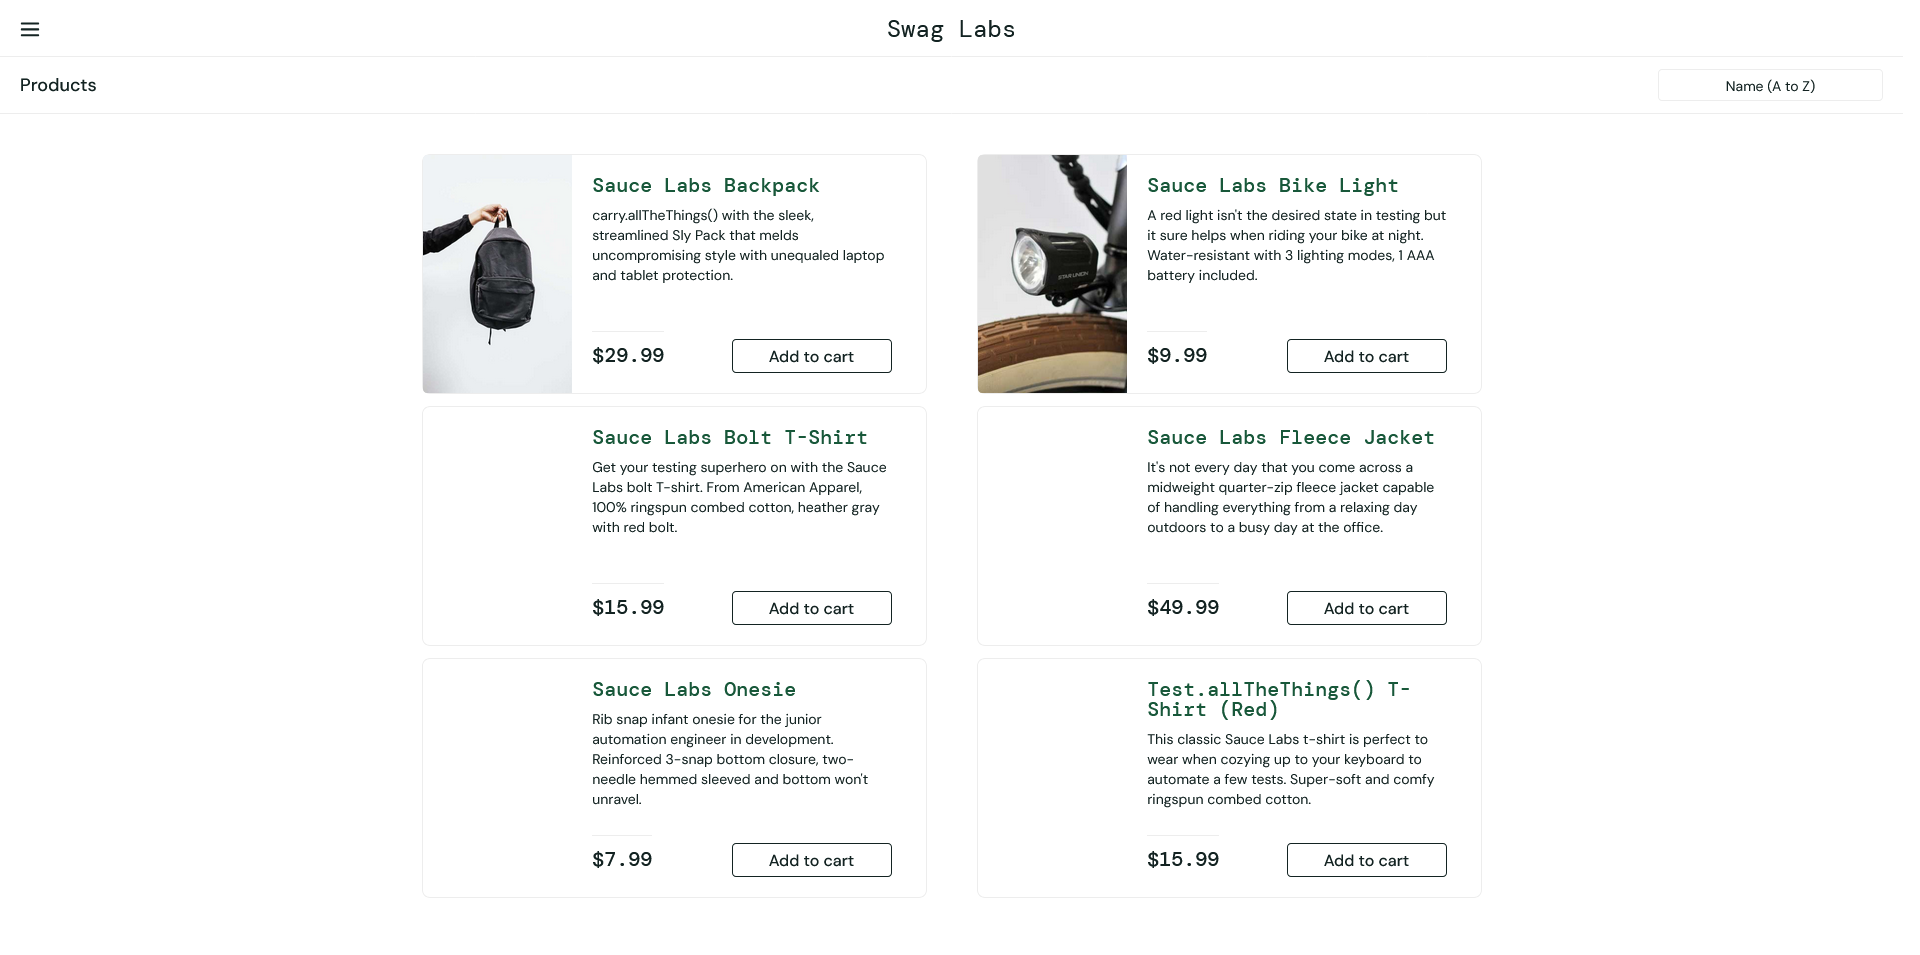 Swag Labs
Products
Name (A to Z)
Sauce Labs Backpack
carry.allTheThings() with the sleek,
streamlined Sly Pack that melds
uncompromising style with unequaled laptop
and tablet protection.
$29.99
Add to cart
Sauce Labs Bike Light
A red light isn't the desired state in testing but
it sure helps when riding your bike at night.
Water-resistant with 3 lighting modes, 1 AAA
battery included.
STAR UNION
$9.99
Add to cart
Sauce Labs Bolt T-Shirt
Get your testing superhero on with the Sauce
Labs bolt T-shirt. From American Apparel,
100% ringspun combed cotton, heather gray
with red bolt.
$15.99
Add to cart
Sauce Labs Fleece Jacket
It's not every day that you come across a
midweight quarter-zip fleece jacket capable
of handling everything from a relaxing day
outdoors to a busy day at the office.
$49.99
Add to cart
Sauce Labs Onesie
Rib snap infant onesie for the junior
automation engineer in development.
Reinforced 3-snap bottom closure, two-
needle hemmed sleeved and bottom won't
unravel.
$7.99
Add to cart
Test.allTheThings() T-
Shirt (Red)
This classic Sauce Labs t-shirt is perfect to
wear when cozying up to your keyboard to
automate a few tests. Super-soft and comfy
ringspun combed cotton.
$15.99
Add to cart